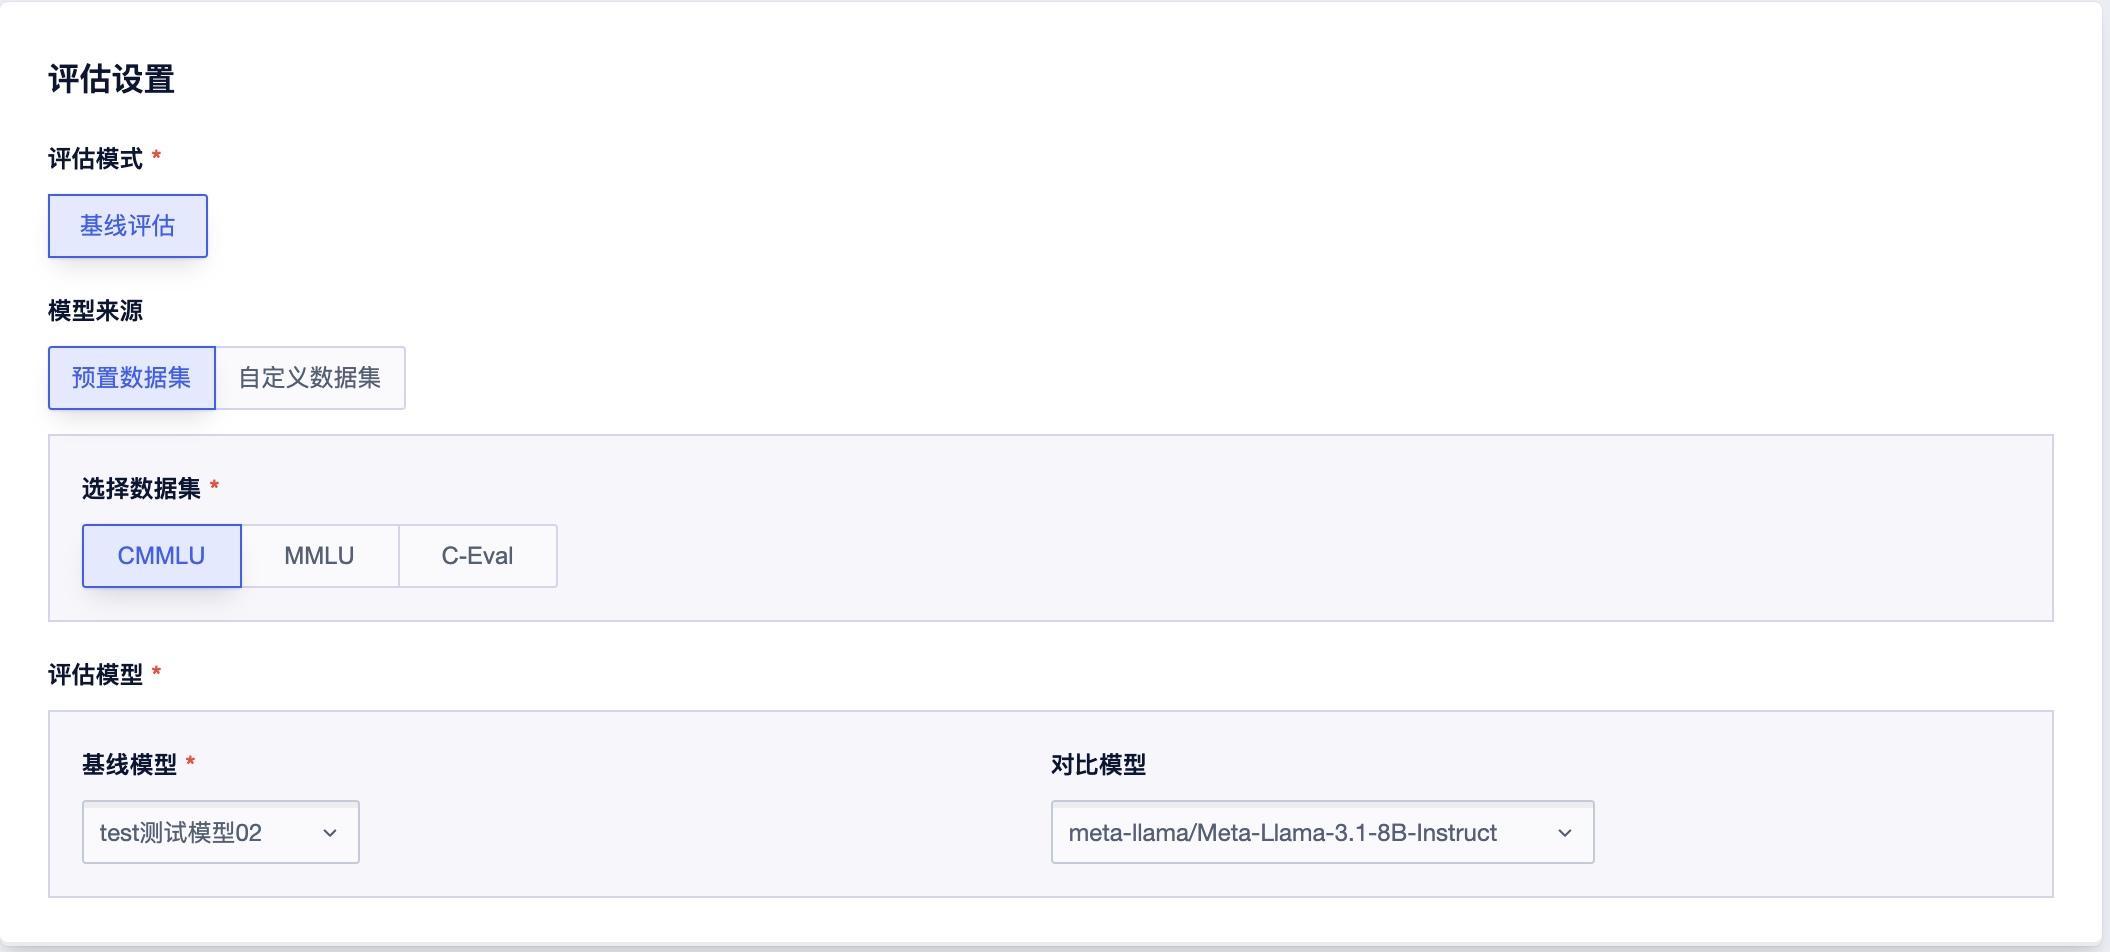 评估设置
评估模式 *
基线评估
模型来源
预置数据集 自定义数据集
选择数据集 *
CMMLU MMLU C-Eval
评估模型 *
基线模型 * 对比模型
test测试模型02 meta-llama/Meta-Llama-3.1-8B-Instruct